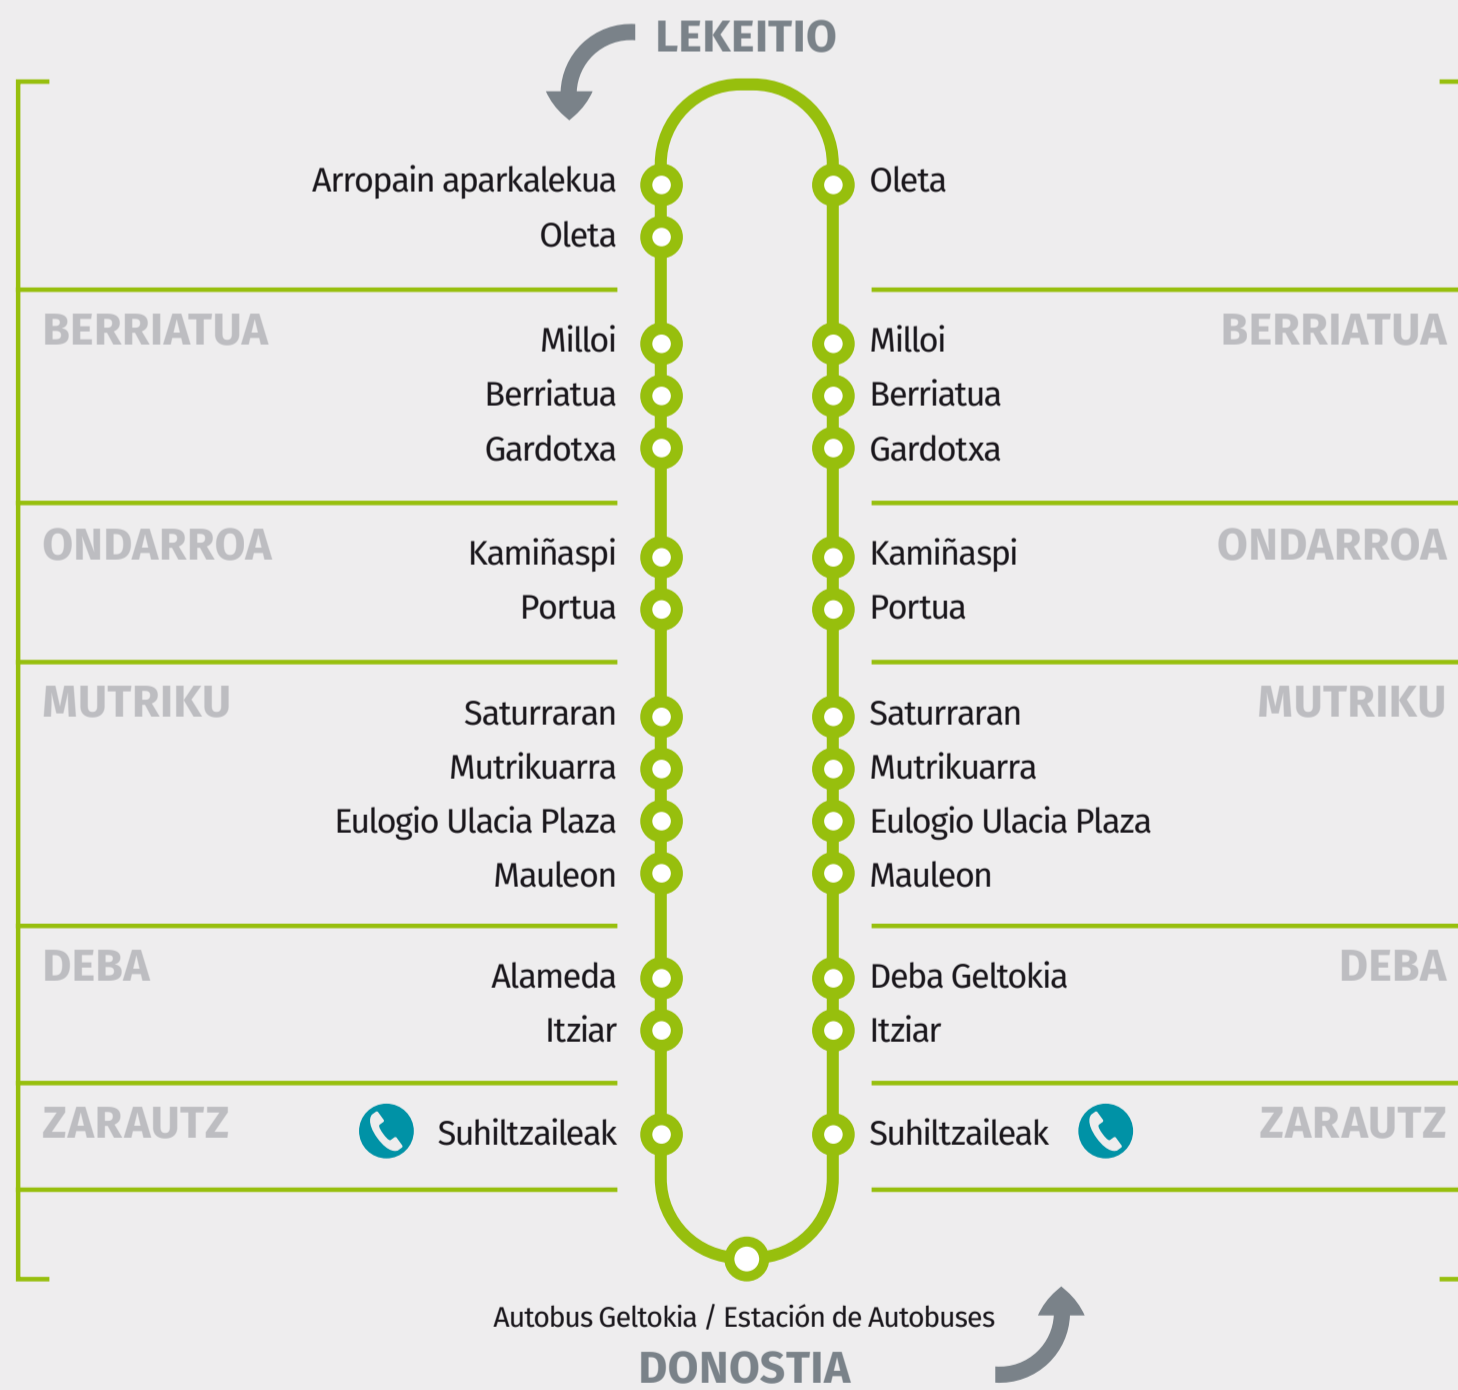 LEKEITIO
Arropain aparkalekua
Oleta
Oleta
BERRIATUA
Milloi
Milloi
BERRIATUA
Berriatua
Berriatua
Gardotxa
Gardotxa
ONDARROA
Kamiñaspi
Kamiñaspi
ONDARROA
Portua
Portua
MUTRIKU
Saturraran
Saturraran
MUTRIKU
Mutrikuarra
Mutrikuarra
Eulogio Ulacia Plaza
Eulogio Ulacia Plaza
Mauleon
Mauleon
DEBA
Alameda
Deba Geltokia
DEBA
Itziar
Itziar
ZARAUTZ
Suhiltzaileak
Suhiltzaileak
ZARAUTZ
Autobus Geltokia / Estación de Autobuses
DONOSTIA